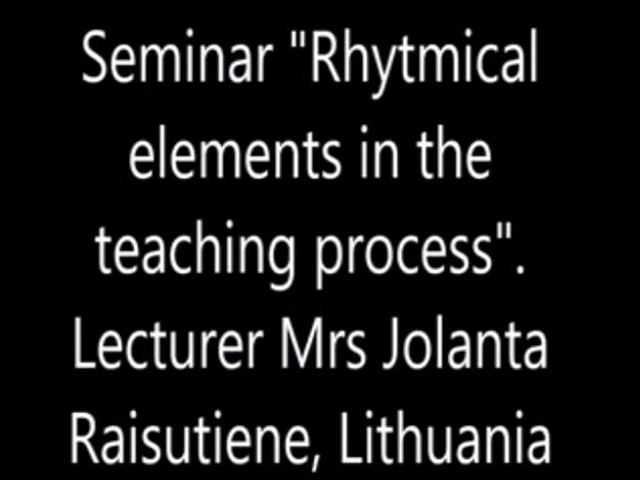 Seminar "Rhytmical
elements in the
teaching process".
Lecturer Mrs Jolanta
Raisutiene, Lithuania